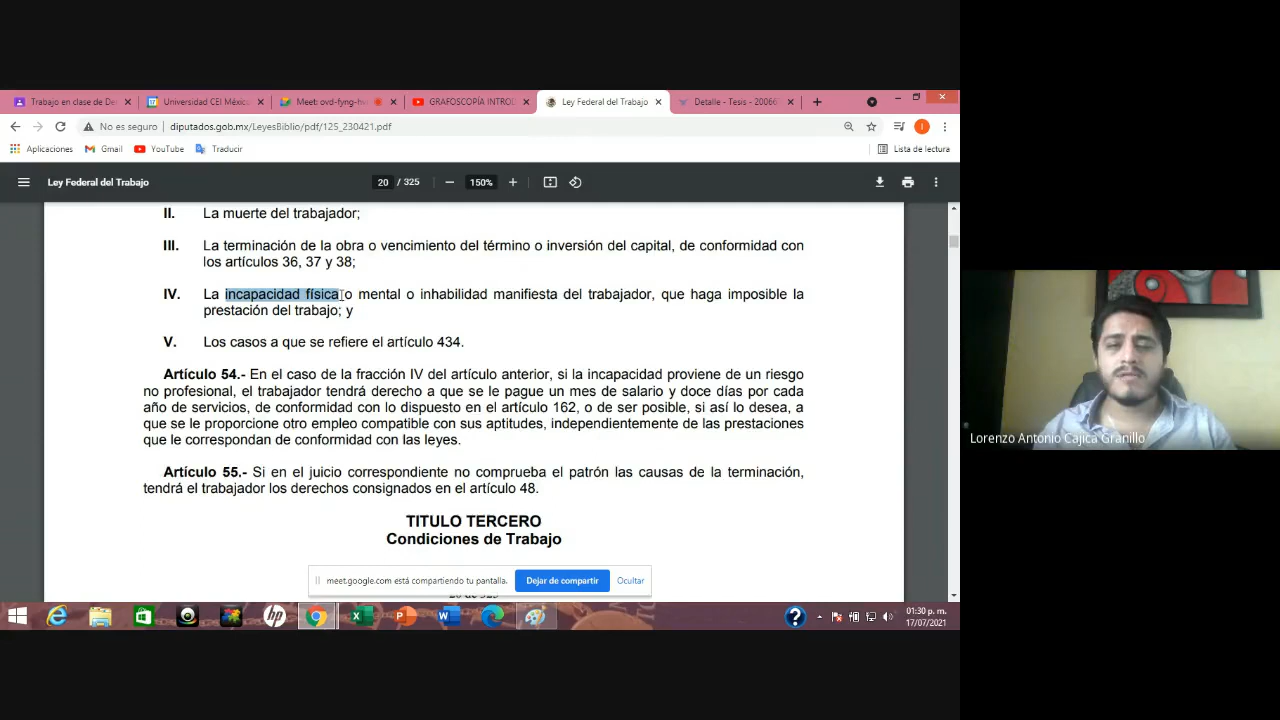 Trabajo en clase de De
Universidad CEI México
Meet: ovd-fyng-h
GRAFOSCOPÍA INTROD
Ley Federal del Trabajo
Detalle - Tesis - 20066
No es seguro
deputados.gob.mx/LeyesBiblio/pdf/125_230421.pdf
Aplicaciones
Gmail
YouTube
Traducir
Lista de lectura
Ley Federal del Trabajo
20 / 325
150%
II. La muerte del trabajador;
III. La terminación de la obra o vencimiento del término o inversión del capital, de conformidad con
los artículos 36, 37 y 38;
IV. La incapacidad física o mental o inhabilidad manifiesta del trabajador, que haga imposible la
prestación del trabajo; y
V. Los casos a que se refiere el artículo 434.
Artículo 54.- En el caso de la fracción IV del artículo anterior, si la incapacidad proviene de un riesgo
no profesional, el trabajador tendrá derecho a que se le pague un mes de salario y doce días por cada
año de servicios, de conformidad con lo dispuesto en el artículo 162, o de ser posible, si así lo desea, a
que se le proporcione otro empleo compatible con sus aptitudes, independientemente de las prestaciones
que le correspondan de conformidad con las leyes.
Artículo 55.- Si en el juicio correspondiente no comprueba el patrón las causas de la terminación,
tendrá el trabajador los derechos consignados en el artículo 48.
TITULO TERCERO
Condiciones de Trabajo
meet.google.com está compartiendo tu pantalla.
Dejar de compartir
Ocultar
Lorenzo Antonio Cajica Granillo
01:30 p. m.
17/07/2021